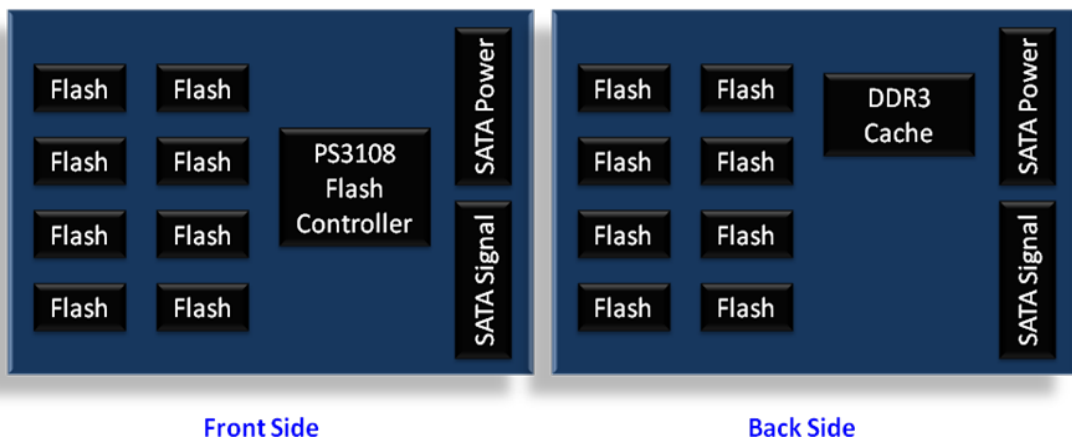 Flash Flash
Flash Flash
Flash Flash
Flash Flash
PS3108
Flash
Controller
SATA Power
SATA Signal
Front Side
Flash Flash
Flash Flash
Flash Flash
Flash Flash
DDR3
Cache
SATA Power
SATA Signal
Back Side